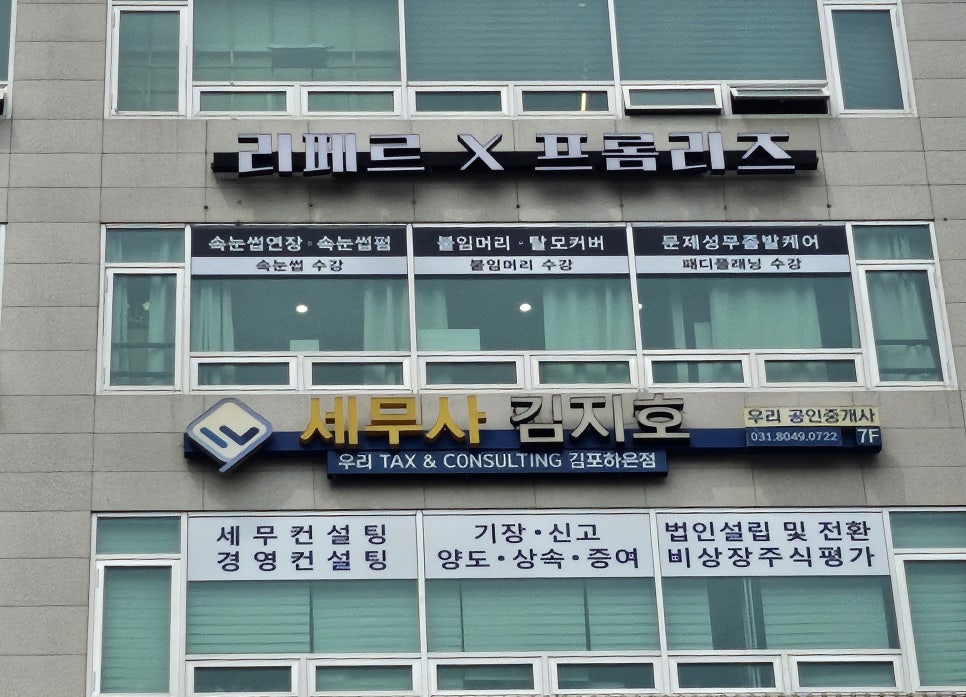 리페르 X 프롬리즈
속눈썹연장·속눈썹펌
속눈썹 수강
붙임머리·탈모커버
붙임머리 수강
문제성무좀발케어
패디플래닝 수강
세무사 김지호
우리 TAX & CONSULTING 김포하은점
우리 공인중개사
031.8049.0722 7F
세무컨설팅
경영컨설팅
기장·신고
양도·상속·증여
법인설립 및 전환
비상장주식평가